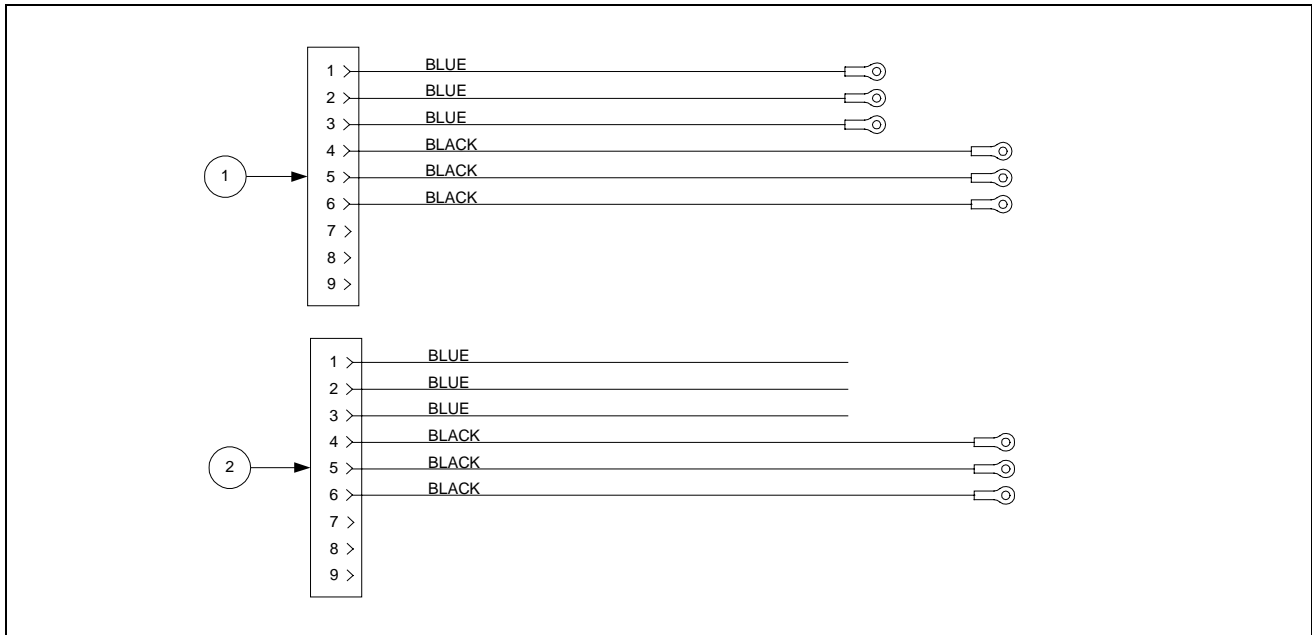 1 BLUE
2 BLUE
3 BLUE
4 BLACK
1
5 BLACK
6 BLACK
7
8
9
1 BLUE
2 BLUE
3 BLUE
4 BLACK
2
5 BLACK
6 BLACK
7
8
9